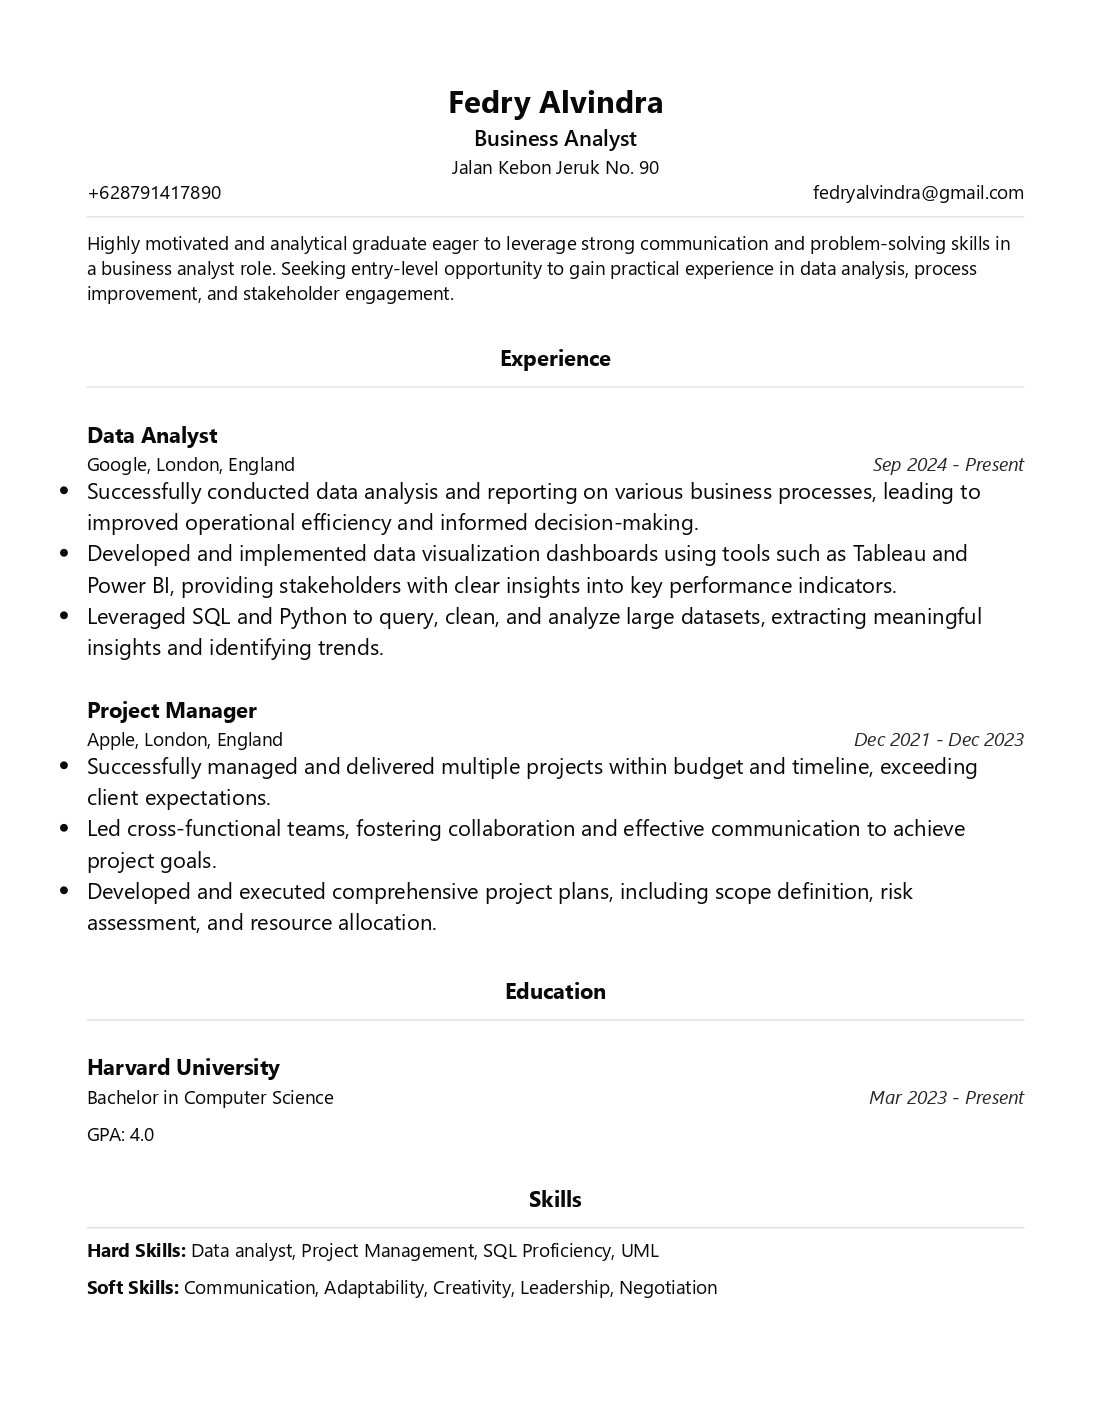 Fedry Alvindra
Business Analyst
Jalan Kebon Jeruk No. 90
+628791417890 fedryalvindra@gmail.com
Highly motivated and analytical graduate eager to leverage strong communication and problem-solving skills in
a business analyst role. Seeking entry-level opportunity to gain practical experience in data analysis, process
improvement, and stakeholder engagement.
Experience
Data Analyst
Google, London, England Sep 2024 - Present
• Successfully conducted data analysis and reporting on various business processes, leading to
improved operational efficiency and informed decision-making.
• Developed and implemented data visualization dashboards using tools such as Tableau and
Power BI, providing stakeholders with clear insights into key performance indicators.
• Leveraged SQL and Python to query, clean, and analyze large datasets, extracting meaningful
insights and identifying trends.
Project Manager
Apple, London, England Dec 2021 - Dec 2023
• Successfully managed and delivered multiple projects within budget and timeline, exceeding
client expectations.
• Led cross-functional teams, fostering collaboration and effective communication to achieve
project goals.
• Developed and executed comprehensive project plans, including scope definition, risk
assessment, and resource allocation.
Education
Harvard University
Bachelor in Computer Science Mar 2023 - Present
GPA: 4.0
Skills
Hard Skills: Data analyst, Project Management, SQL Proficiency, UML
Soft Skills: Communication, Adaptability, Creativity, Leadership, Negotiation